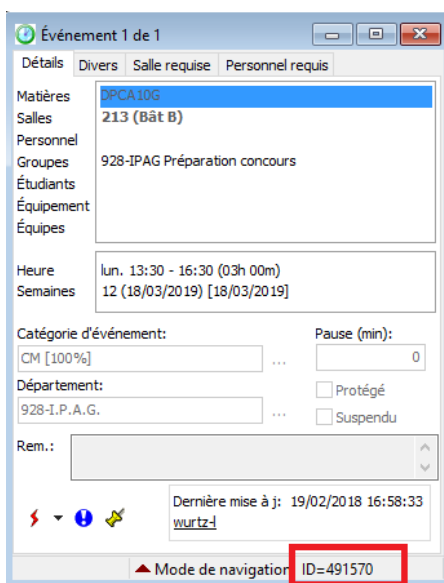 Événement 1 de 1
Détails Divers Salle requise Personnel requis
Matières DPCA10G
Salles 213 (Bât B)
Personnel
Groupes 928-IPAG Préparation concours
Étudiants
Équipement
Équipes
Heure lun. 13:30 - 16:30 (03h 00m)
Semaines 12 (18/03/2019) [18/03/2019]
Catégorie d'événement: Pause (min):
CM [100%] ... 0
Département: Protégé
928-I.P.A.G. ... Suspendu
Rem.:
Dernière mise à j: 19/02/2018 16:58:33
wurtz-l
Mode de navigation ID=491570